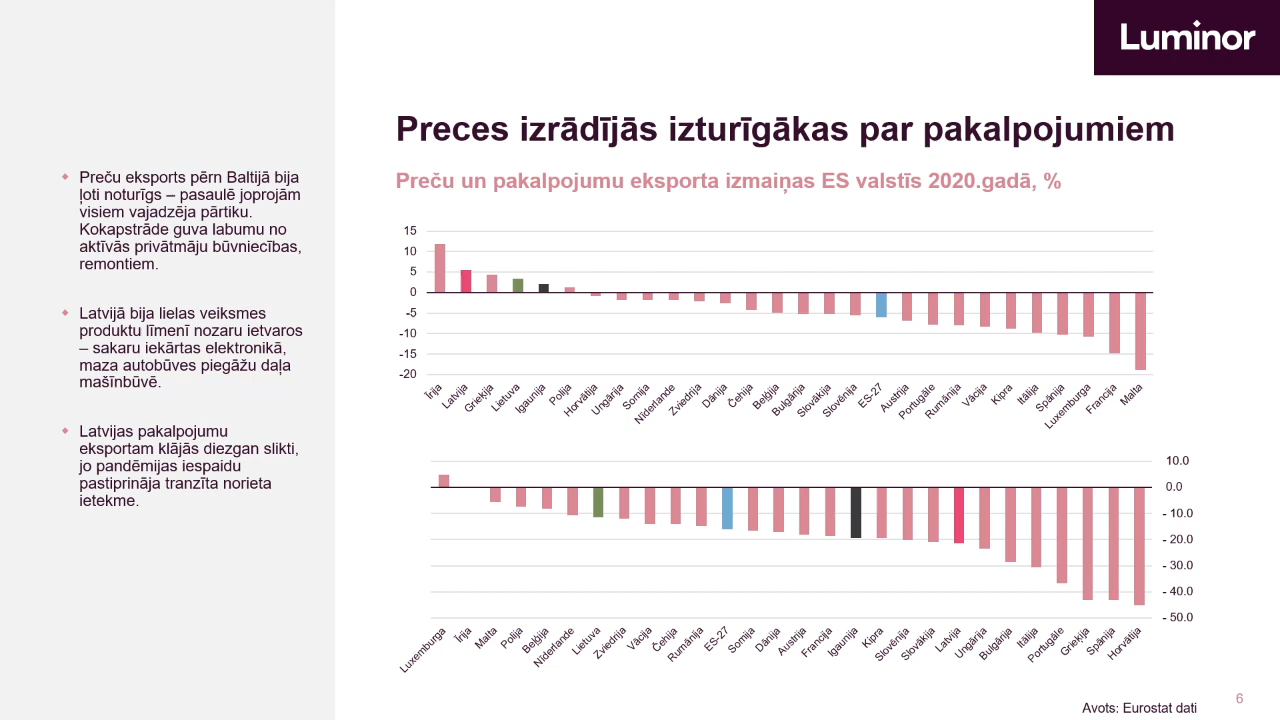 Luminor
Preces izrādījās izturīgākas par pakalpojumiem
Preču un pakalpojumu eksporta izmaiņas ES valstīs 2020.gadā, %
Preču eksports pērn Baltijā bija
ļoti noturīgs – pasaulē joprojām
visiem vajadzēja pārtiku.
Kokapstrāde guva labumu no
aktīvās privātmāju būvniecības,
remontiem.
Latvijā bija lielas veiksmes
produktu līmenī nozaru ietvaros
– sakaru iekārtas elektronikā,
maza autobūves piegāžu daļa
mašīnbūvē.
Latvijas pakalpojumu
eksportam klājās diezgan slikti,
jo pandēmijas iespaidu
pastiprināja tranzīta norieta
ietekme.
15
10
5
0
-5
-10
-15
-20
Īrija
Latvija
Grieķija
Lietuva
Igaunija
Polija
Horvātija
Ungārija
Somija
Nīderlande
Zviedrija
Dānija
Čehija
Beļģija
Bulgārija
Slovākija
Slovēnija
ES-27
Austrija
Portugāle
Rumānija
Vācija
Kipra
Itālija
Spānija
Luxemburga
Francija
Malta
10.0
0.0
- 10.0
- 20.0
- 30.0
- 40.0
- 50.0
Luxemburga
Īrija
Malta
Polija
Beļģija
Nīderlande
Lietuva
Zviedrija
Vācija
Čehija
Rumānija
ES-27
Somija
Dānija
Austrija
Francija
Igaunija
Kipra
Slovēnija
Slovākija
Latvija
Ungārija
Bulgārija
Itālija
Portugāle
Grieķija
Spānija
Horvātija
Avots: Eurostat dati
6